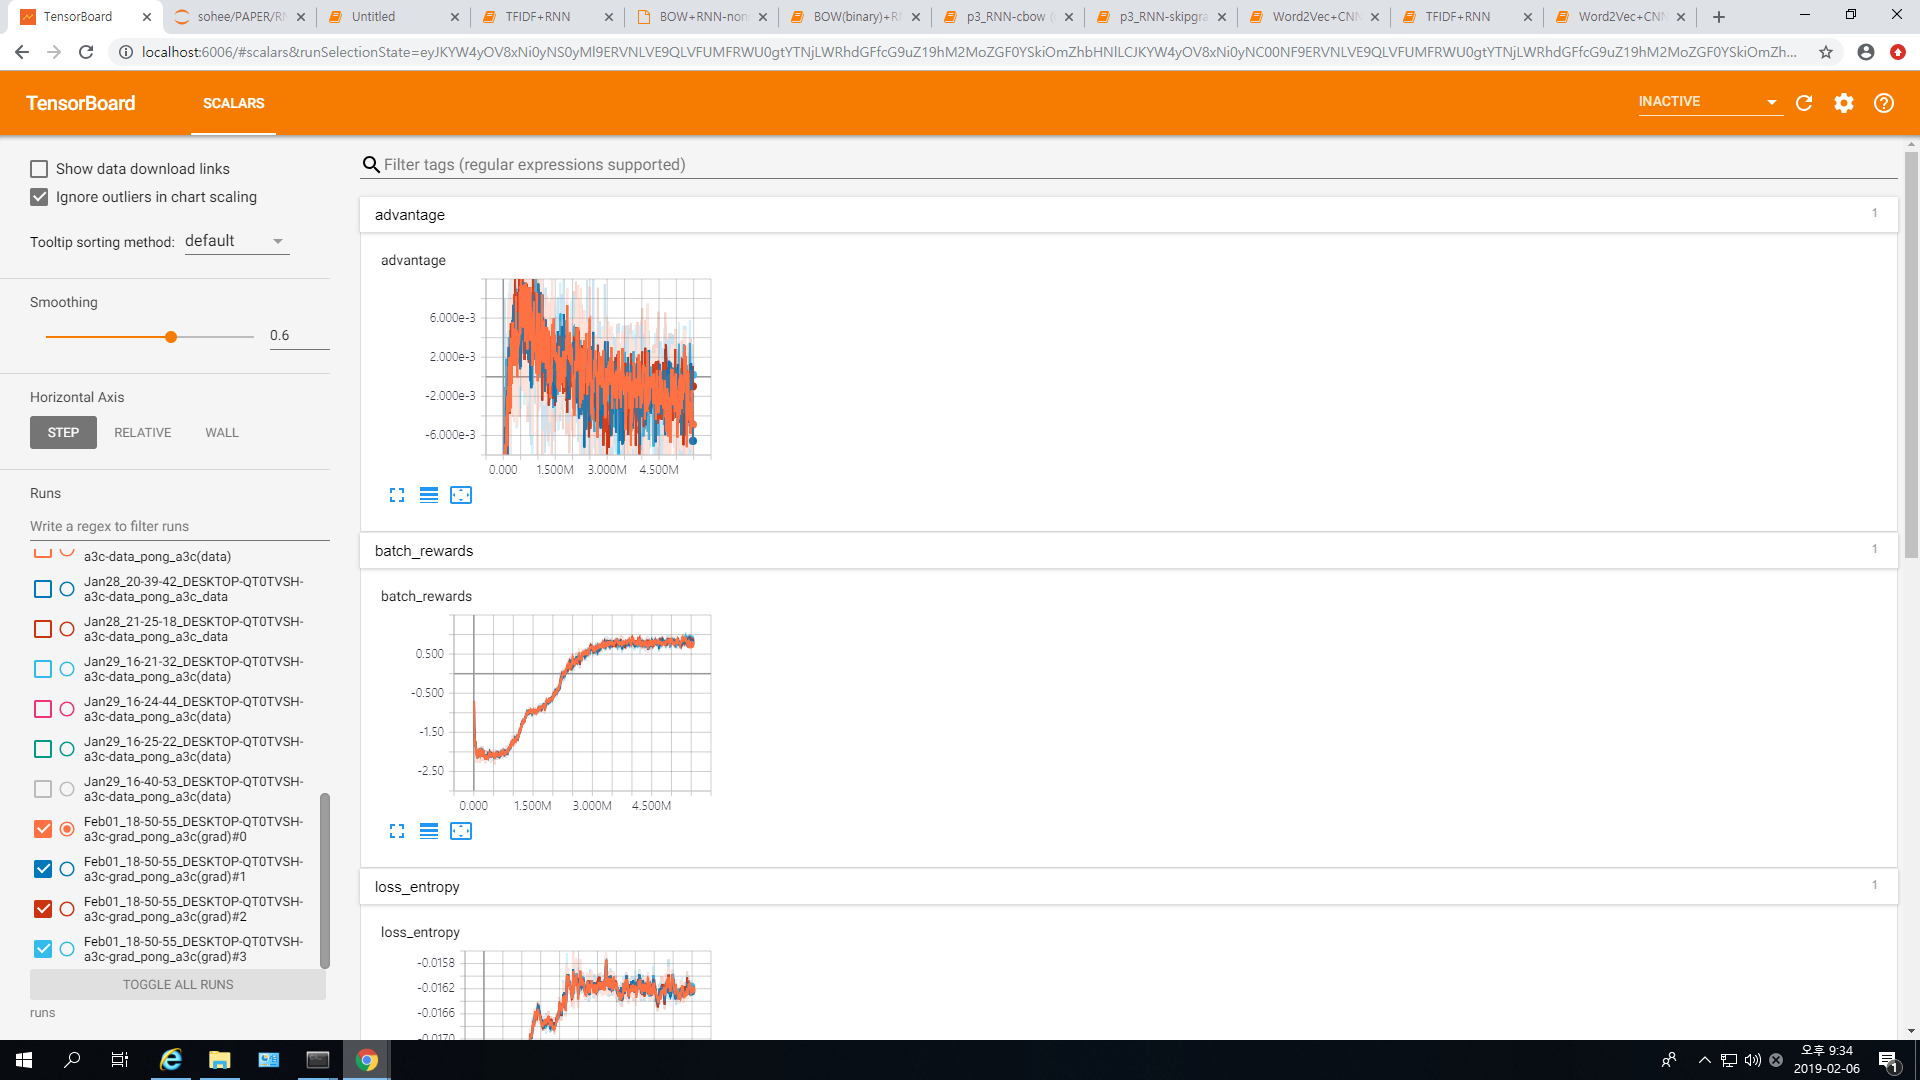 TensorBoard
sohee/PAPER/RN
Untitled
TFIDF+RNN
BOW+RNN-non
BOW(binary)+R
p3_RNN-cbow (
p3_RNN-skipgra
Word2Vec+CNN
TFIDF+RNN
Word2Vec+CNN
localhost:6006/#scalars&runSelectionState=eyJKYW4yOV8xNi0yNS0yMl9ERVNLVE9QLVFUMFRWU0gtYTNjLWRhdGFfcG9uZ19hM2MoZGF0YSkiOmZhbHNlLCJKYW4yOV8xNi0yNC00NF9ERVNLVE9QLVFUMFRWU0gtYTNjLWRhdGFfcG9uZ19hM2MoZGF0YSkiOmZh...
TensorBoard
SCALARS
INACTIVE
Show data download links
Ignore outliers in chart scaling
Tooltip sorting method: default
Smoothing
0.6
Horizontal Axis
STEP RELATIVE WALL
Runs
Write a regex to filter runs
a3c-data_pong_a3c(data)
Jan28_20-39-42_DESKTOP-QT0TVSH-
a3c-data_pong_a3c_data
Jan28_21-25-18_DESKTOP-QT0TVSH-
a3c-data_pong_a3c_data
Jan29_16-21-32_DESKTOP-QT0TVSH-
a3c-data_pong_a3c(data)
Jan29_16-24-44_DESKTOP-QT0TVSH-
a3c-data_pong_a3c(data)
Jan29_16-25-22_DESKTOP-QT0TVSH-
a3c-data_pong_a3c(data)
Jan29_16-40-53_DESKTOP-QT0TVSH-
a3c-data_pong_a3c(data)
Feb01_18-50-55_DESKTOP-QT0TVSH-
a3c-grad_pong_a3c(grad)#0
Feb01_18-50-55_DESKTOP-QT0TVSH-
a3c-grad_pong_a3c(grad)#1
Feb01_18-50-55_DESKTOP-QT0TVSH-
a3c-grad_pong_a3c(grad)#2
Feb01_18-50-55_DESKTOP-QT0TVSH-
a3c-grad_pong_a3c(grad)#3
TOGGLE ALL RUNS
runs
Filter tags (regular expressions supported)
advantage 1
advantage
6.000e-3
2.000e-3
-2.000e-3
-6.000e-3
0.000 1.500M 3.000M 4.500M
batch_rewards 1
batch_rewards
0.500
-0.500
-1.50
-2.50
0.000 1.500M 3.000M 4.500M
loss_entropy 1
loss_entropy
-0.0158
-0.0162
-0.0166
-0.0170
오후 9:34
2019-02-06
1